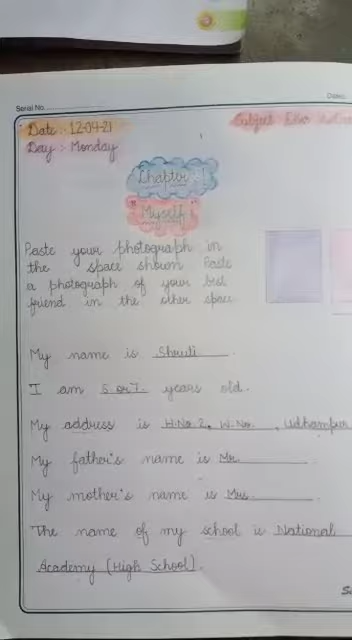 Serial No.
Date
Date :- 12-04-21
Subject
Day :- Monday
Chapter
"Myself"
Paste your photograph in
the space shown Paste
a photograph of your best
friend in the other space
My name is Shruti.
I am 6 or 7 years old.
My address is H.No. 2, W.No. , Udhampur
My father's name is Mr.
My mother's name is Mrs.
The name of my school is National
Academy (High School).